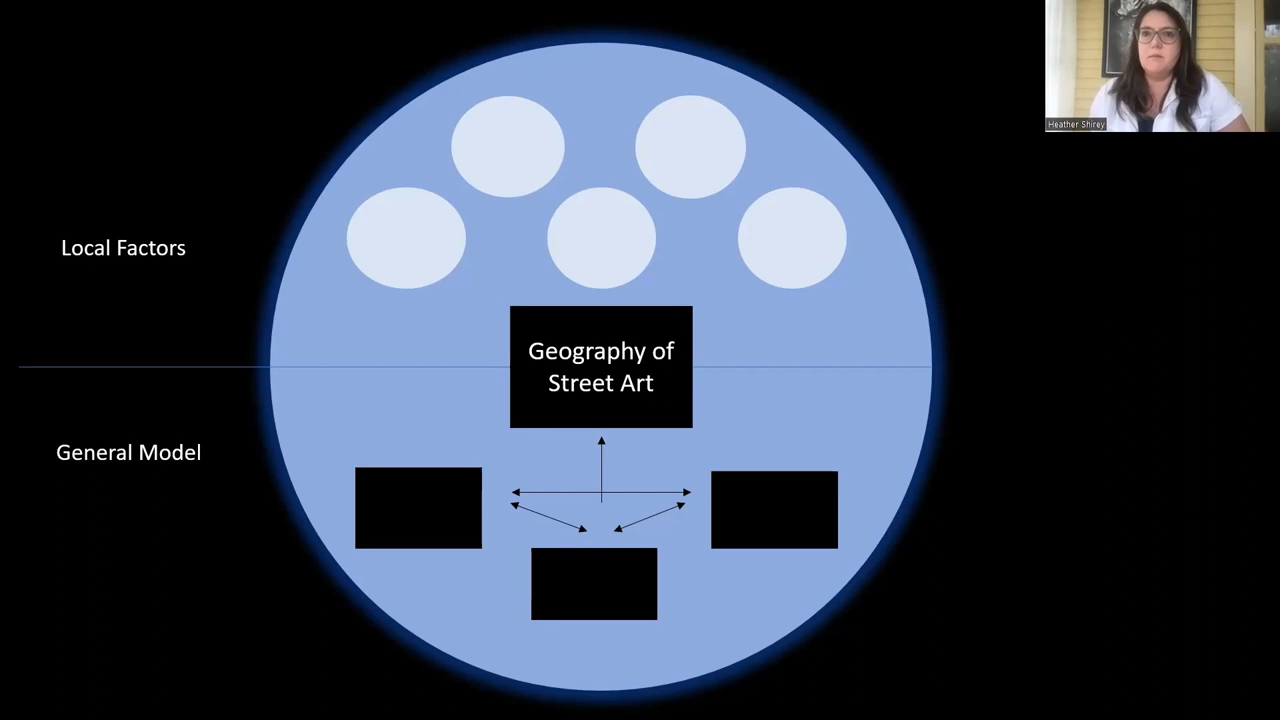 Heather Shirey
Local Factors
Geography of
Street Art
General Model